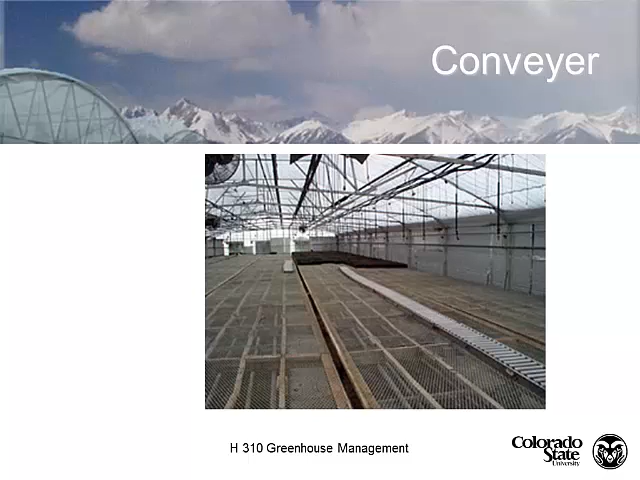 Conveyer
H 310 Greenhouse Management
Colorado
State
University